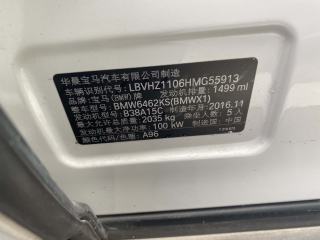 华晨宝马汽车有限公司制造
车辆识别代号: LBVHZ1106HMG55913
品牌: 宝马(BMW)牌 发动机排量: 1499 ml
整车型号: BMW6462KS(BMWX1)
发动机型号: B38A15C 制造年月: 2016.11
最大允许总质量: 2035 kg 乘坐人数: 5 人
发动机最大净功率: 100 kW 制造国: 中国
颜色代码/色谱: A96